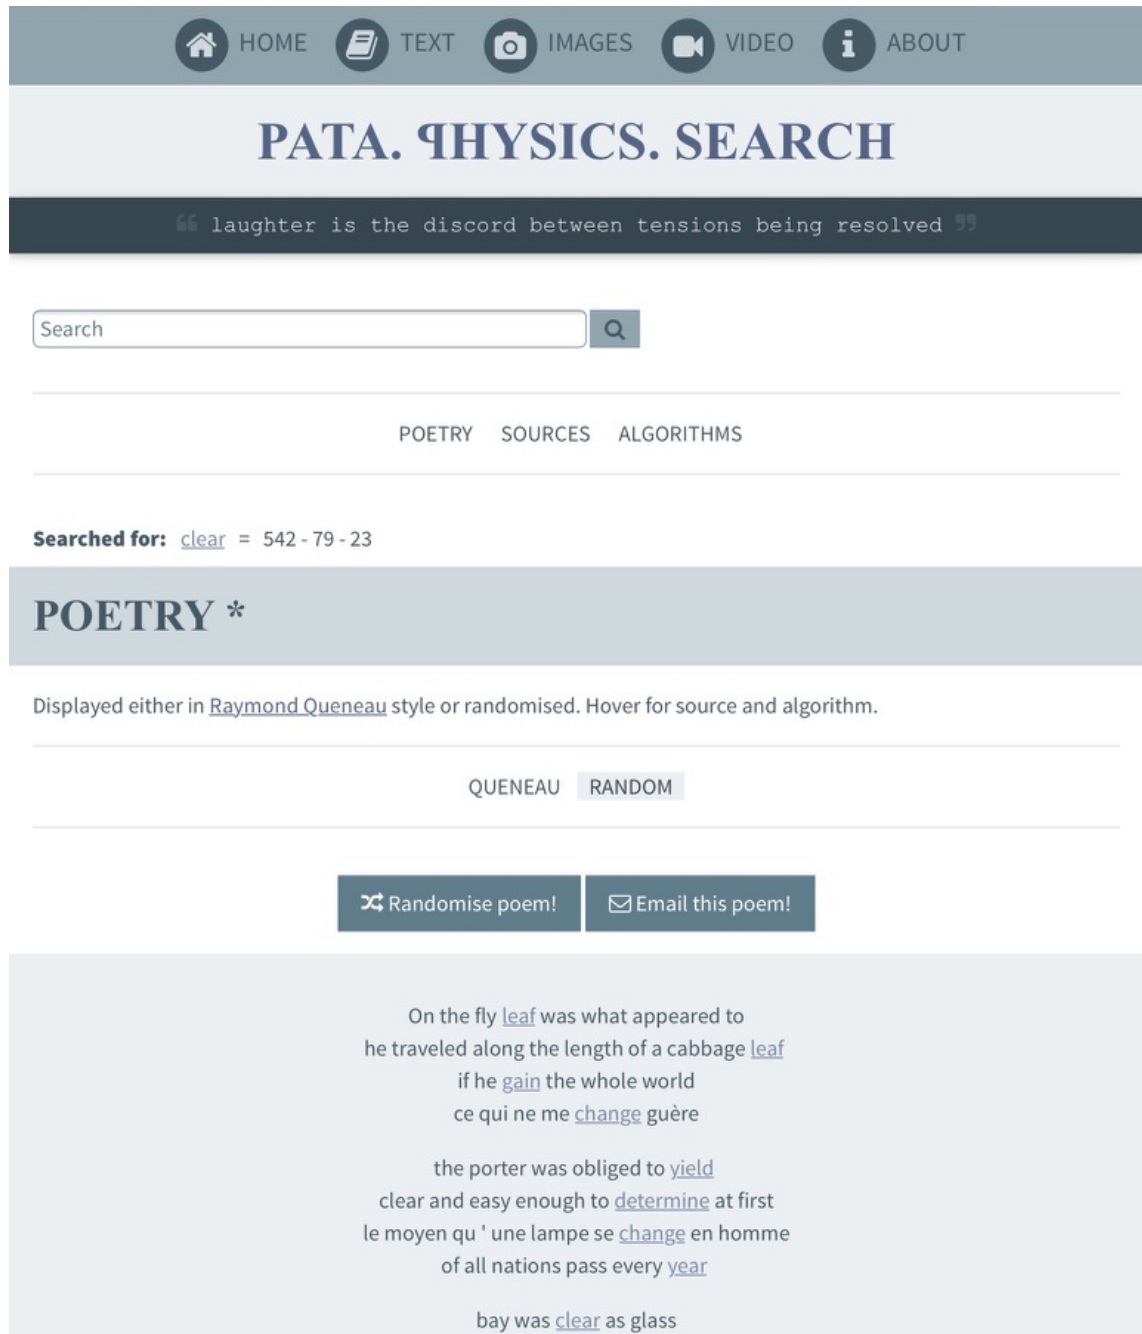 HOME TEXT IMAGES VIDEO ABOUT
PATA. ꟼHYSICS. SEARCH
“ laughter is the discord between tensions being resolved ”
Search
POETRY SOURCES ALGORITHMS
Searched for: clear = 542 - 79 - 23
POETRY *
Displayed either in Raymond Queneau style or randomised. Hover for source and algorithm.
QUENEAU RANDOM
Randomise poem! Email this poem!
On the fly leaf was what appeared to
he traveled along the length of a cabbage leaf
if he gain the whole world
ce qui ne me change guère
the porter was obliged to yield
clear and easy enough to determine at first
le moyen qu ' une lampe se change en homme
of all nations pass every year
bay was clear as glass